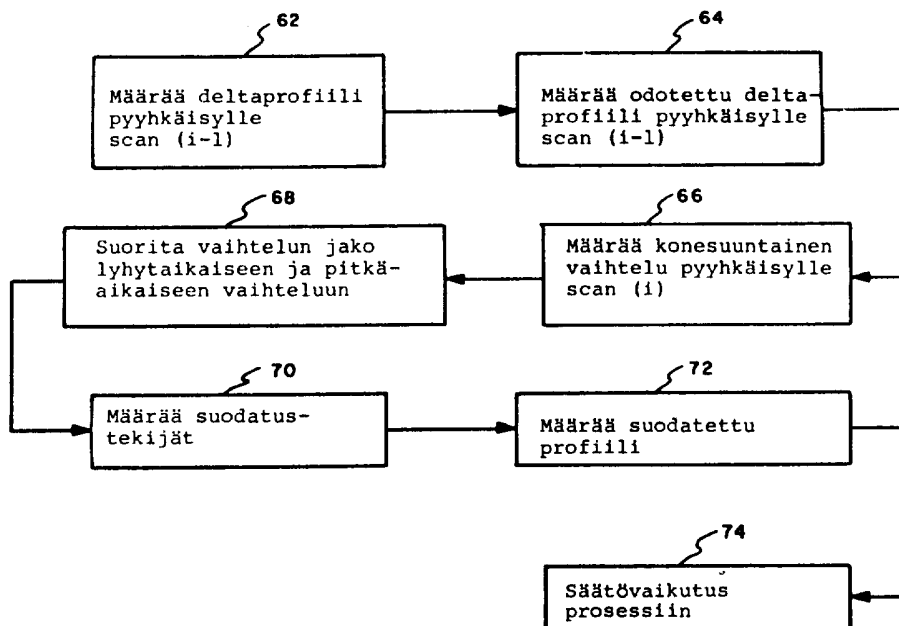 62
Määrää deltaprofiili
pyyhkäisylle
scan (i-1)
64
Määrää odotettu delta-
profiili pyyhkäisylle
scan (i-1)
68
Suorita vaihtelun jako
lyhytaikaiseen ja pitkä-
aikaiseen vaihteluun
66
Määrää konesuuntainen
vaihtelu pyyhkäisylle
scan (i)
70
Määrää suodatus-
tekijät
72
Määrää suodatettu
profiili
74
Säätövaikutus
prosessiin